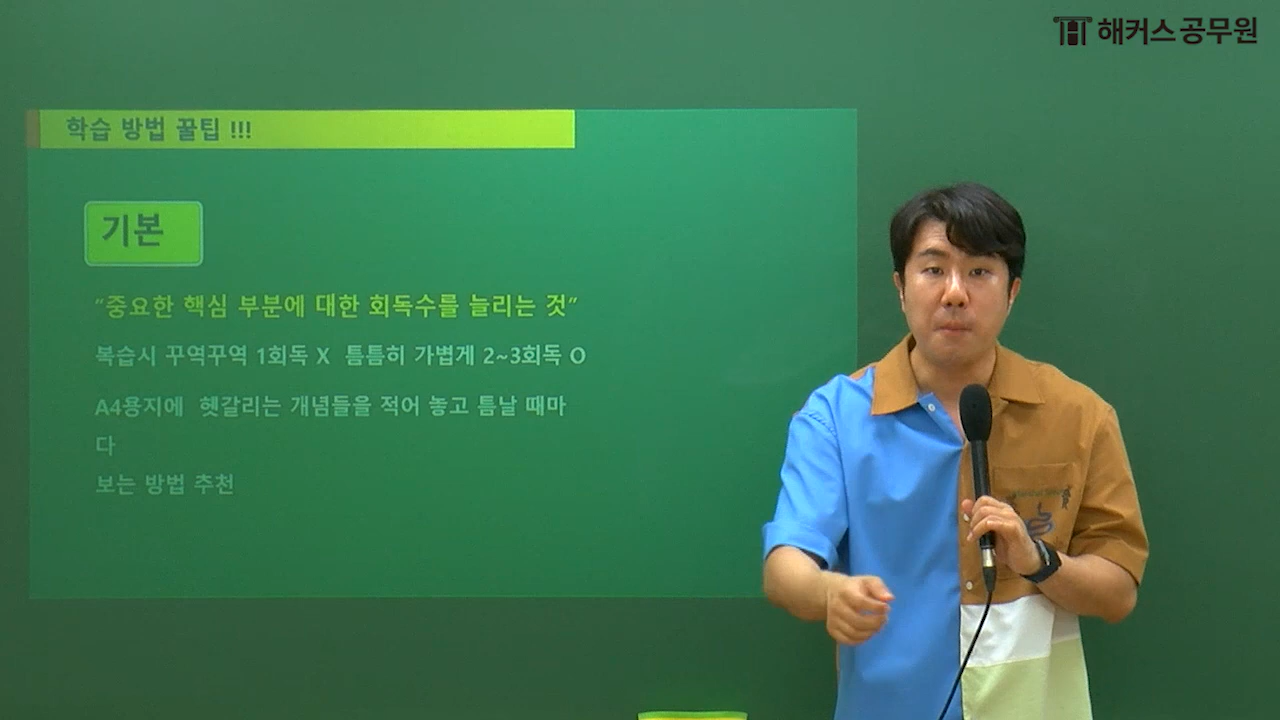 해커스공무원
학습 방법 꿀팁 !!!
기본
"중요한 핵심 부분에 대한 회독수를 늘리는 것"
복습시 꾸역꾸역 1회독 X 틈틈히 가볍게 2~3회독 O
A4용지에 헷갈리는 개념들을 적어 놓고 틈날 때마
다
보는 방법 추천